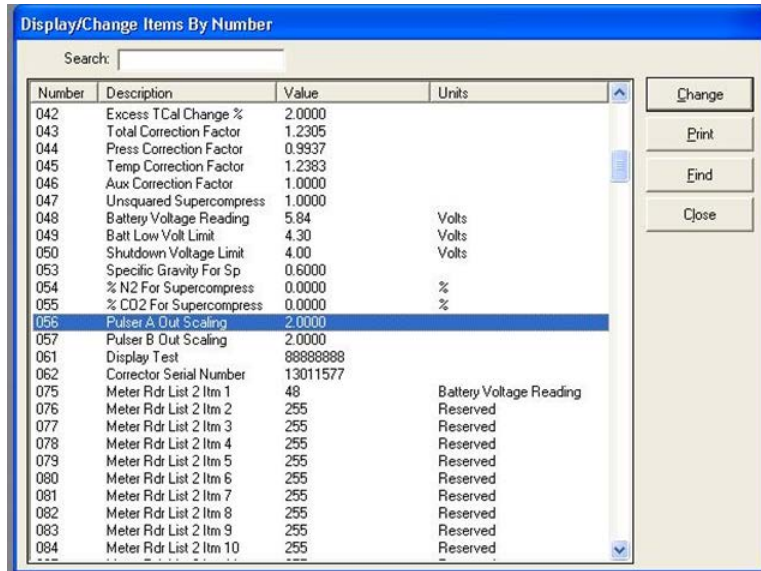 Display/Change Items By Number
Search:
Number Description Value Units
042 Excess TCal Change % 2.0000
043 Total Correction Factor 1.2305
044 Press Correction Factor 0.9937
045 Temp Correction Factor 1.2383
046 Aux Correction Factor 1.0000
047 Unsquared Supercompress 1.0000
048 Battery Voltage Reading 5.84 Volts
049 Batt Low Volt Limit 4.30 Volts
050 Shutdown Voltage Limit 4.00 Volts
053 Specific Gravity For Sp 0.6000
054 % N2 For Supercompress 0.0000 %
055 % CO2 For Supercompress 0.0000 %
056 Pulser A Out Scaling 2.0000
057 Pulser B Out Scaling 2.0000
061 Display Test 88888888
062 Corrector Serial Number 13011577
075 Meter Rdr List 2 Itm 1 48 Battery Voltage Reading
076 Meter Rdr List 2 Itm 2 255 Reserved
077 Meter Rdr List 2 Itm 3 255 Reserved
078 Meter Rdr List 2 Itm 4 255 Reserved
079 Meter Rdr List 2 Itm 5 255 Reserved
080 Meter Rdr List 2 Itm 6 255 Reserved
081 Meter Rdr List 2 Itm 7 255 Reserved
082 Meter Rdr List 2 Itm 8 255 Reserved
083 Meter Rdr List 2 Itm 9 255 Reserved
084 Meter Rdr List 2 Itm 10 255 Reserved
Change
Print
Find
Close